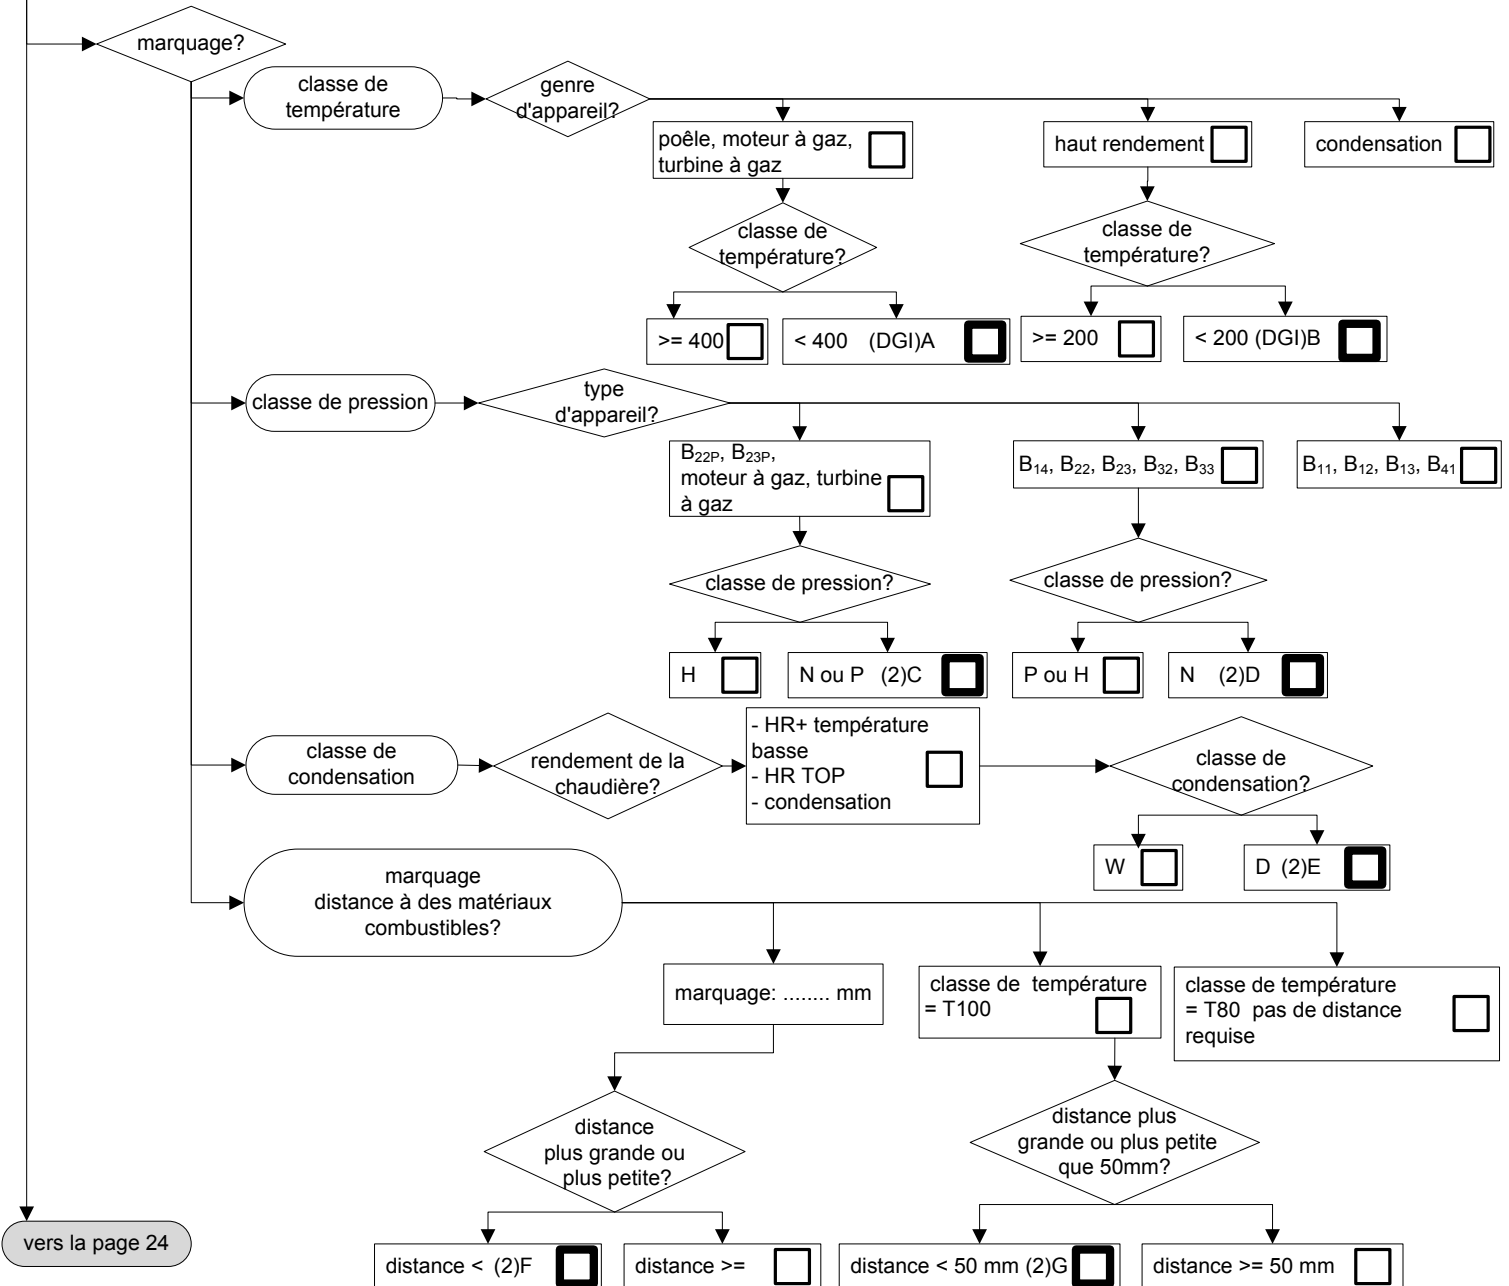 marquage?
classe de
température
genre
d'appareil?
poêle, moteur à gaz,
turbine à gaz
haut rendement
condensation
classe de
température?
classe de
température?
>= 400
< 400 (DGI)A
>= 200
< 200 (DGI)B
classe de pression
type
d'appareil?
B22P, B23P,
moteur à gaz, turbine
à gaz
B14, B22, B23, B32, B33
B11, B12, B13, B41
classe de pression?
classe de pression?
H
N ou P (2)C
P ou H
N (2)D
classe de
condensation
rendement de la
chaudière?
- HR+ température
basse
- HR TOP
- condensation
classe de
condensation?
W
D (2)E
marquage
distance à des matériaux
combustibles?
marquage: ........ mm
classe de température
= T100
classe de température
= T80 pas de distance
requise
distance
plus grande ou
plus petite?
distance plus
grande ou plus petite
que 50mm?
vers la page 24
distance < (2)F
distance >=
distance < 50 mm (2)G
distance >= 50 mm